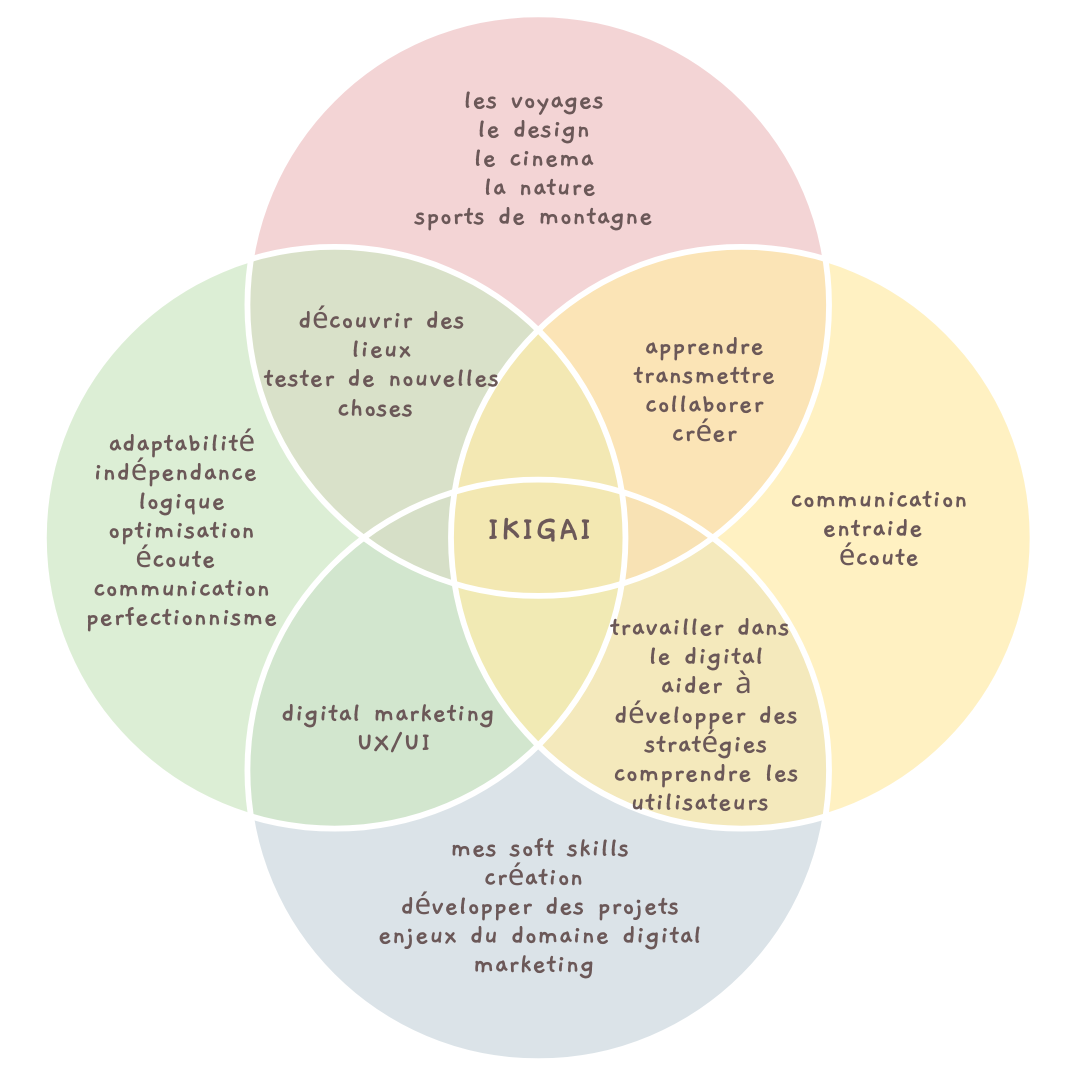 les voyages
le design
le cinema
la nature
sports de montagne
découvrir des
lieux
tester de nouvelles
choses
apprendre
transmettre
collaborer
créer
adaptabilité
indépendance
logique
optimisation
écoute
communication
perfectionnisme
IKIGAI
communication
entraide
écoute
digital marketing
UX/UI
travailler dans
le digital
aider à
développer des
stratégies
comprendre les
utilisateurs
mes soft skills
création
développer des projets
enjeux du domaine digital
marketing